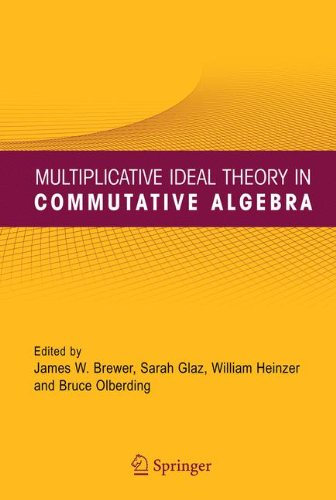 MULTIPLICATIVE IDEAL THEORY IN
COMMUTATIVE ALGEBRA
Edited by
James W. Brewer, Sarah Glaz, William Heinzer
and Bruce Olberding
Springer